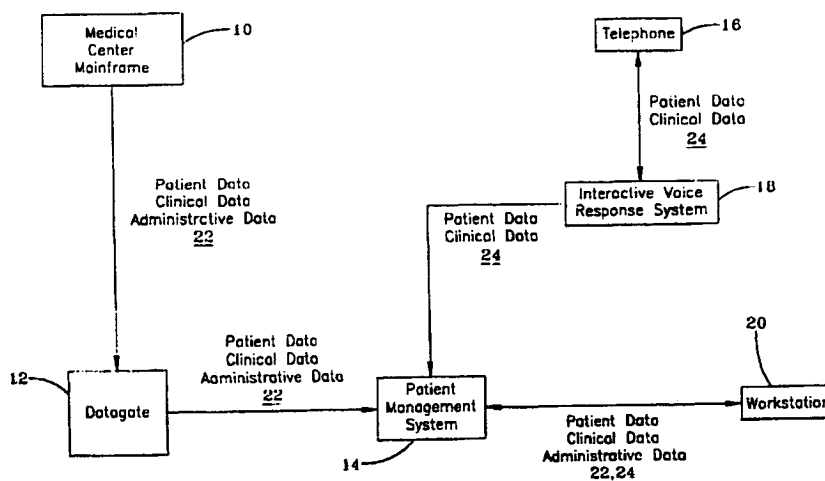 Medical
Center
Mainframe
10
Telephone
16
Patient Data
Clinical Data
24
Interactive Voice
Response System
18
Patient Data
Clinical Data
Administrctive Data
22
Patient Data
Clinical Data
24
Patient Data
Clinical Data
Administrative Data
22
12
Datagate
Patient
Management
System
14
20
Workstation
Patient Data
Clinical Data
Administrative Data
22,24